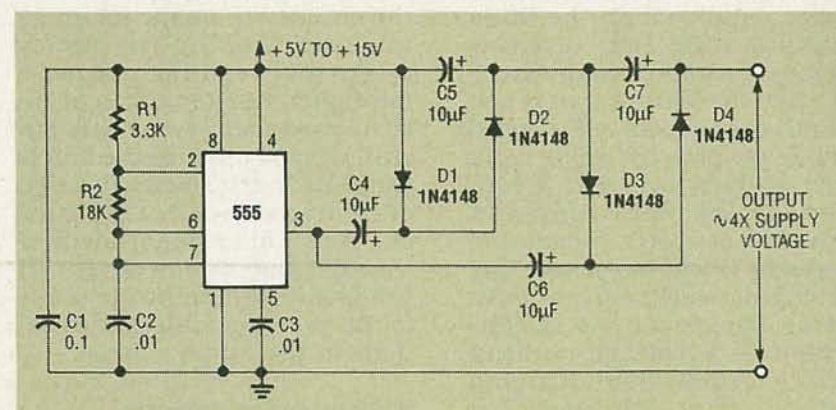 +5V TO +15V
R1
3.3K
R2
18K
8
4
2
6
7
3
1
5
555
C1
0.1
C2
.01
C3
.01
C4
10µF
+
C5
10µF
+
D1
1N4148
D2
1N4148
C6
10µF
+
D3
1N4148
C7
10µF
+
D4
1N4148
OUTPUT
∿4X SUPPLY
VOLTAGE